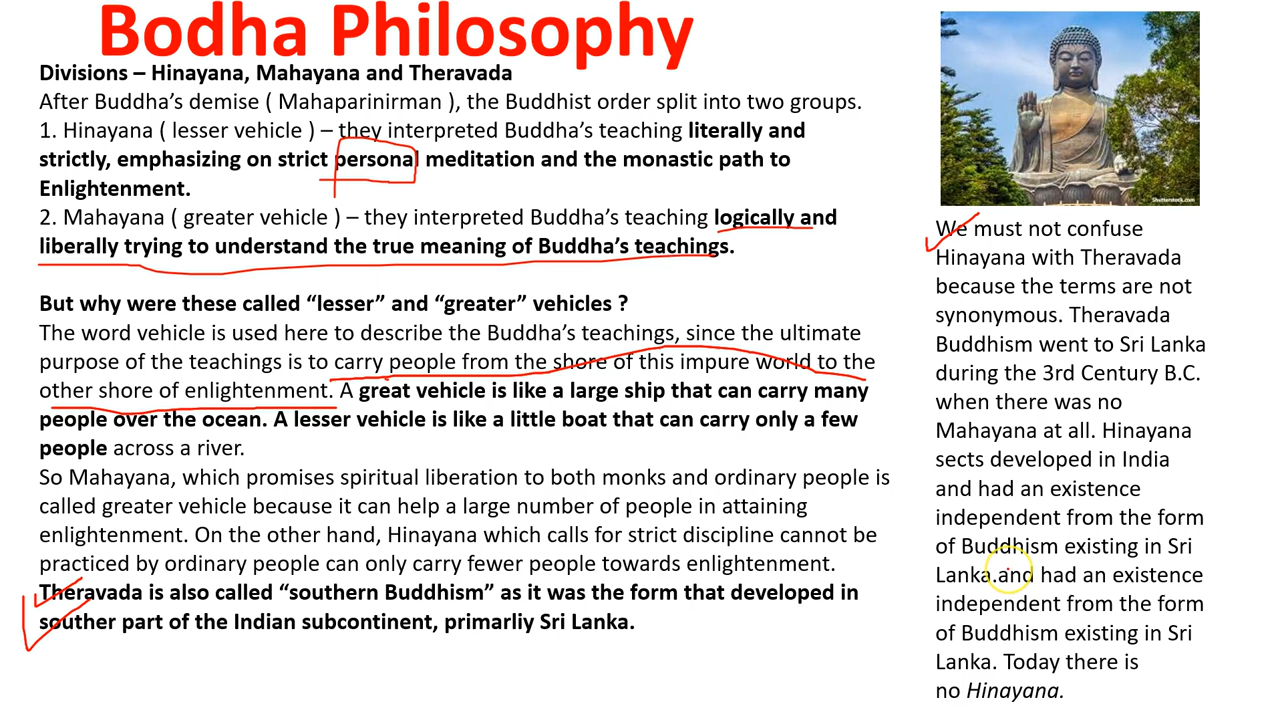 Bodha Philosophy
Divisions – Hinayana, Mahayana and Theravada
After Buddha’s demise ( Mahaparinirman ), the Buddhist order split into two groups.
1. Hinayana ( lesser vehicle ) – they interpreted Buddha’s teaching literally and
strictly, emphasizing on strict personal meditation and the monastic path to
Enlightenment.
2. Mahayana ( greater vehicle ) – they interpreted Buddha’s teaching logically and
liberally trying to understand the true meaning of Buddha’s teachings.
But why were these called “lesser” and “greater” vehicles ?
The word vehicle is used here to describe the Buddha’s teachings, since the ultimate
purpose of the teachings is to carry people from the shore of this impure world to the
other shore of enlightenment. A great vehicle is like a large ship that can carry many
people over the ocean. A lesser vehicle is like a little boat that can carry only a few
people across a river.
So Mahayana, which promises spiritual liberation to both monks and ordinary people is
called greater vehicle because it can help a large number of people in attaining
enlightenment. On the other hand, Hinayana which calls for strict discipline cannot be
practiced by ordinary people can only carry fewer people towards enlightenment.
Theravada is also called “southern Buddhism” as it was the form that developed in
souther part of the Indian subcontinent, primarliy Sri Lanka.
Shutterstock.com
We must not confuse
Hinayana with Theravada
because the terms are not
synonymous. Theravada
Buddhism went to Sri Lanka
during the 3rd Century B.C.
when there was no
Mahayana at all. Hinayana
sects developed in India
and had an existence
independent from the form
of Buddhism existing in Sri
Lanka.and had an existence
independent from the form
of Buddhism existing in Sri
Lanka. Today there is
no Hinayana.